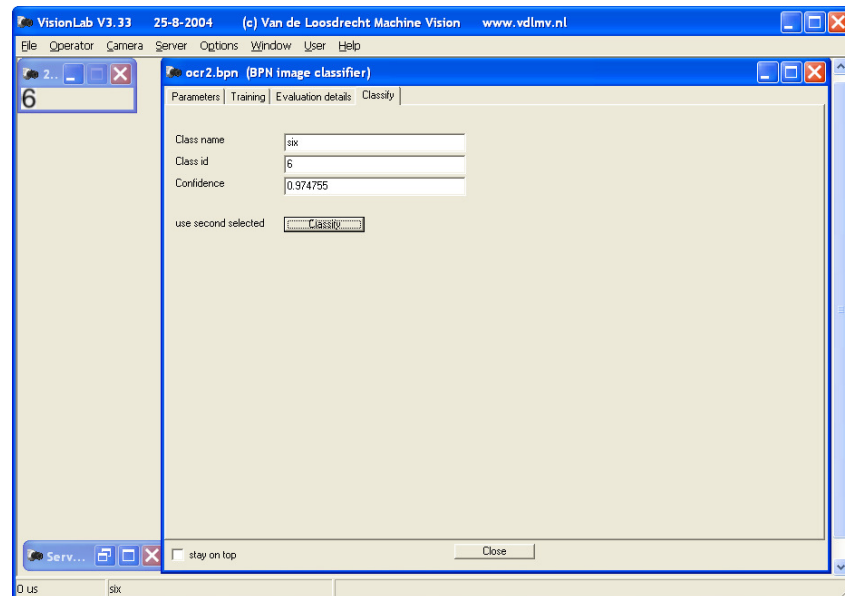 VisionLab V3.33 25-8-2004 (c) Van de Loosdrecht Machine Vision www.vdlmv.nl
File Operator Camera Server Options Window User Help
2..
6
ocr2.bpn (BPN image classifier)
Parameters Training Evaluation details Classify
Class name six
Class id 6
Confidence 0.974755
use second selected Classify
Serv...
stay on top Close
0 us six